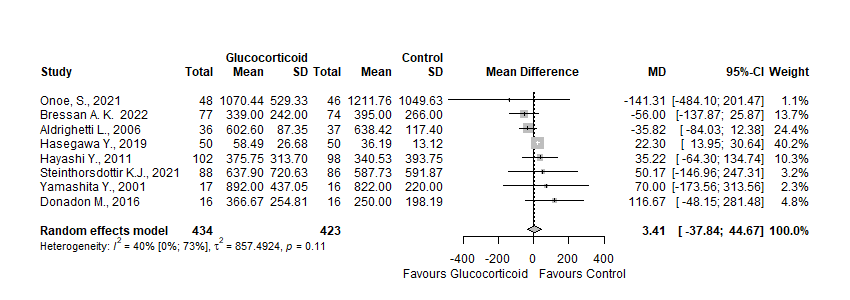 Glucocorticoid Control
Study Total Mean SD Total Mean SD Mean Difference MD 95%-CI Weight
Onoe, S., 2021 48 1070.44 529.33 46 1211.76 1049.63 -141.31 [-484.10; 201.47] 1.1%
Bressan A. K. 2022 77 339.00 242.00 74 395.00 266.00 -56.00 [-137.87; 25.87] 13.7%
Aldrighetti L., 2006 36 602.60 87.35 37 638.42 117.40 -35.82 [-84.03; 12.38] 24.4%
Hasegawa Y., 2019 50 58.49 26.68 50 36.19 13.12 22.30 [13.95; 30.64] 40.2%
Hayashi Y., 2011 102 375.75 313.70 98 340.53 393.75 35.22 [-64.30; 134.74] 10.3%
Steinthorsdottir K.J., 2021 88 637.90 720.63 86 587.73 591.87 50.17 [-146.96; 247.31] 3.2%
Yamashita Y., 2001 17 892.00 437.05 16 822.00 220.00 70.00 [-173.56; 313.56] 2.3%
Donadon M., 2016 16 366.67 254.81 16 250.00 198.19 116.67 [-48.15; 281.48] 4.8%
Random effects model 434 423 3.41 [-37.84; 44.67] 100.0%
Heterogeneity: I² = 40% [0%; 73%], τ² = 857.4924, p = 0.11
-400 -200 0 200 400
Favours Glucocorticoid Favours Control